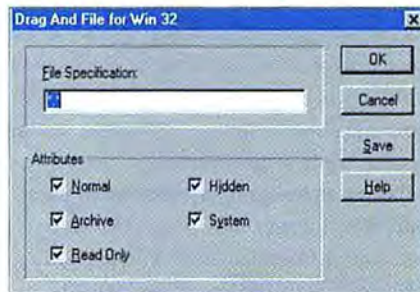 Drag And File for Win 32
File Specification:
OK
Cancel
Save
Help
Attributes
Normal
Hidden
Archive
System
Read Only